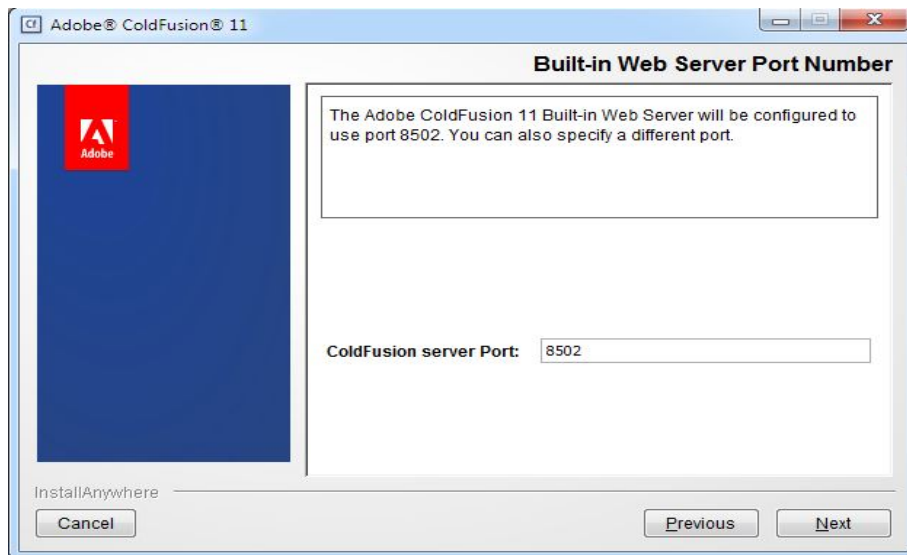 Cf Adobe® ColdFusion® 11
Built-in Web Server Port Number
Adobe
The Adobe ColdFusion 11 Built-in Web Server will be configured to
use port 8502. You can also specify a different port.
ColdFusion server Port: 8502
InstallAnywhere
Cancel Previous Next